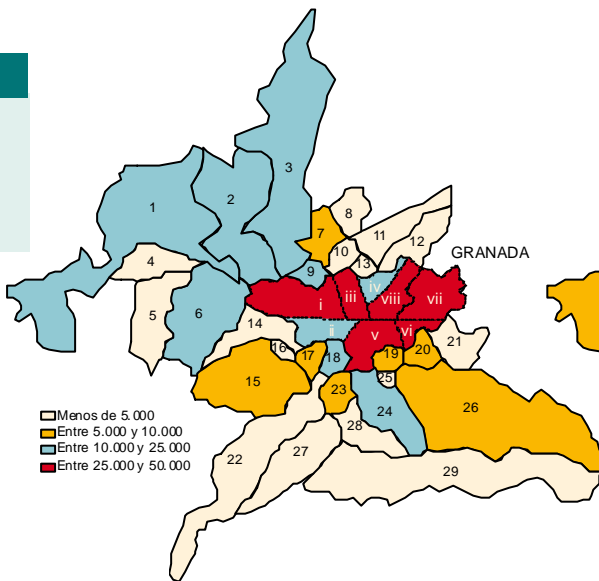 3
2
1
8
7
11
10
12
13
GRANADA
4
9
iv
i
iii
viii
vii
5
6
14
ii
v
vi
16
17
18
19
20
21
15
23
25
24
26
28
Menos de 5.000
Entre 5.000 y 10.000
Entre 10.000 y 25.000
Entre 25.000 y 50.000
22
27
29